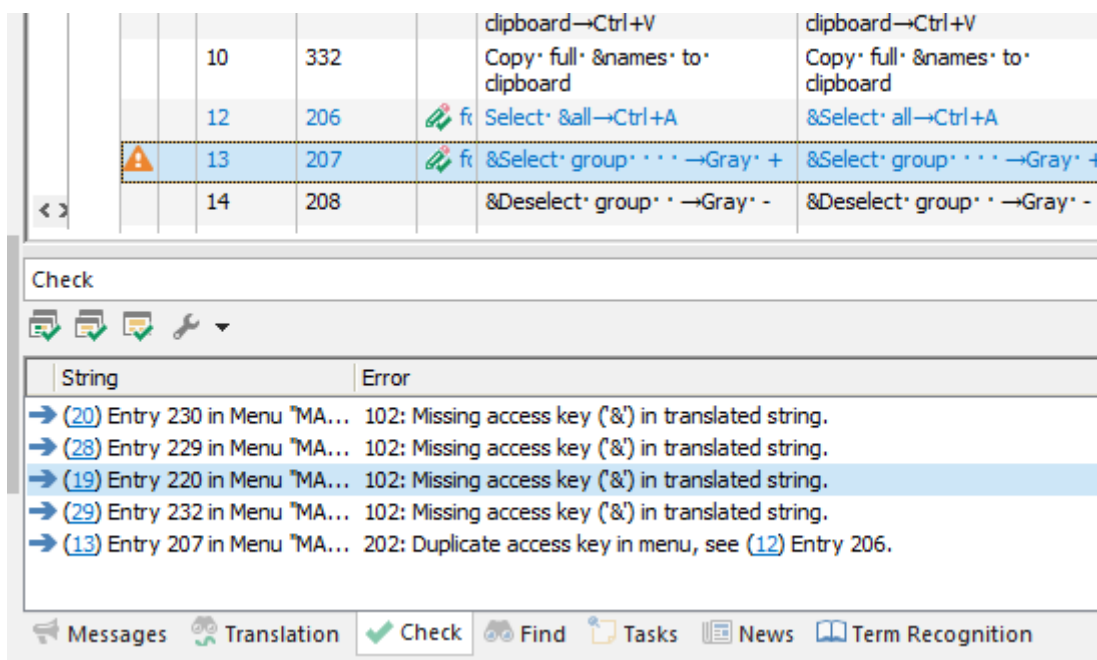 clipboard→Ctrl+V clipboard→Ctrl+V
10 332 Copy· full· &names· to· Copy· full· &names· to·
clipboard clipboard
12 206 Select· &all→Ctrl+A &Select· all→Ctrl+A
13 207 &Select· group· · · · →Gray· + &Select· group· · · · →Gray· +
14 208 &Deselect· group· · →Gray· - &Deselect· group· · →Gray· -
Check
String Error
(20) Entry 230 in Menu "MA... 102: Missing access key ('&') in translated string.
(28) Entry 229 in Menu "MA... 102: Missing access key ('&') in translated string.
(19) Entry 220 in Menu "MA... 102: Missing access key ('&') in translated string.
(29) Entry 232 in Menu "MA... 102: Missing access key ('&') in translated string.
(13) Entry 207 in Menu "MA... 202: Duplicate access key in menu, see (12) Entry 206.
Messages Translation Check Find Tasks News Term Recognition